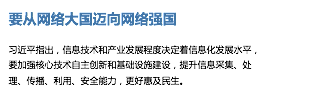 要从网络大国迈向网络强国
习近平指出，信息技术和产业发展程度决定着信息化发展水平，
要加强核心技术自主创新和基础设施建设，提升信息采集、处
理、传播、利用、安全能力，更好惠及民生。